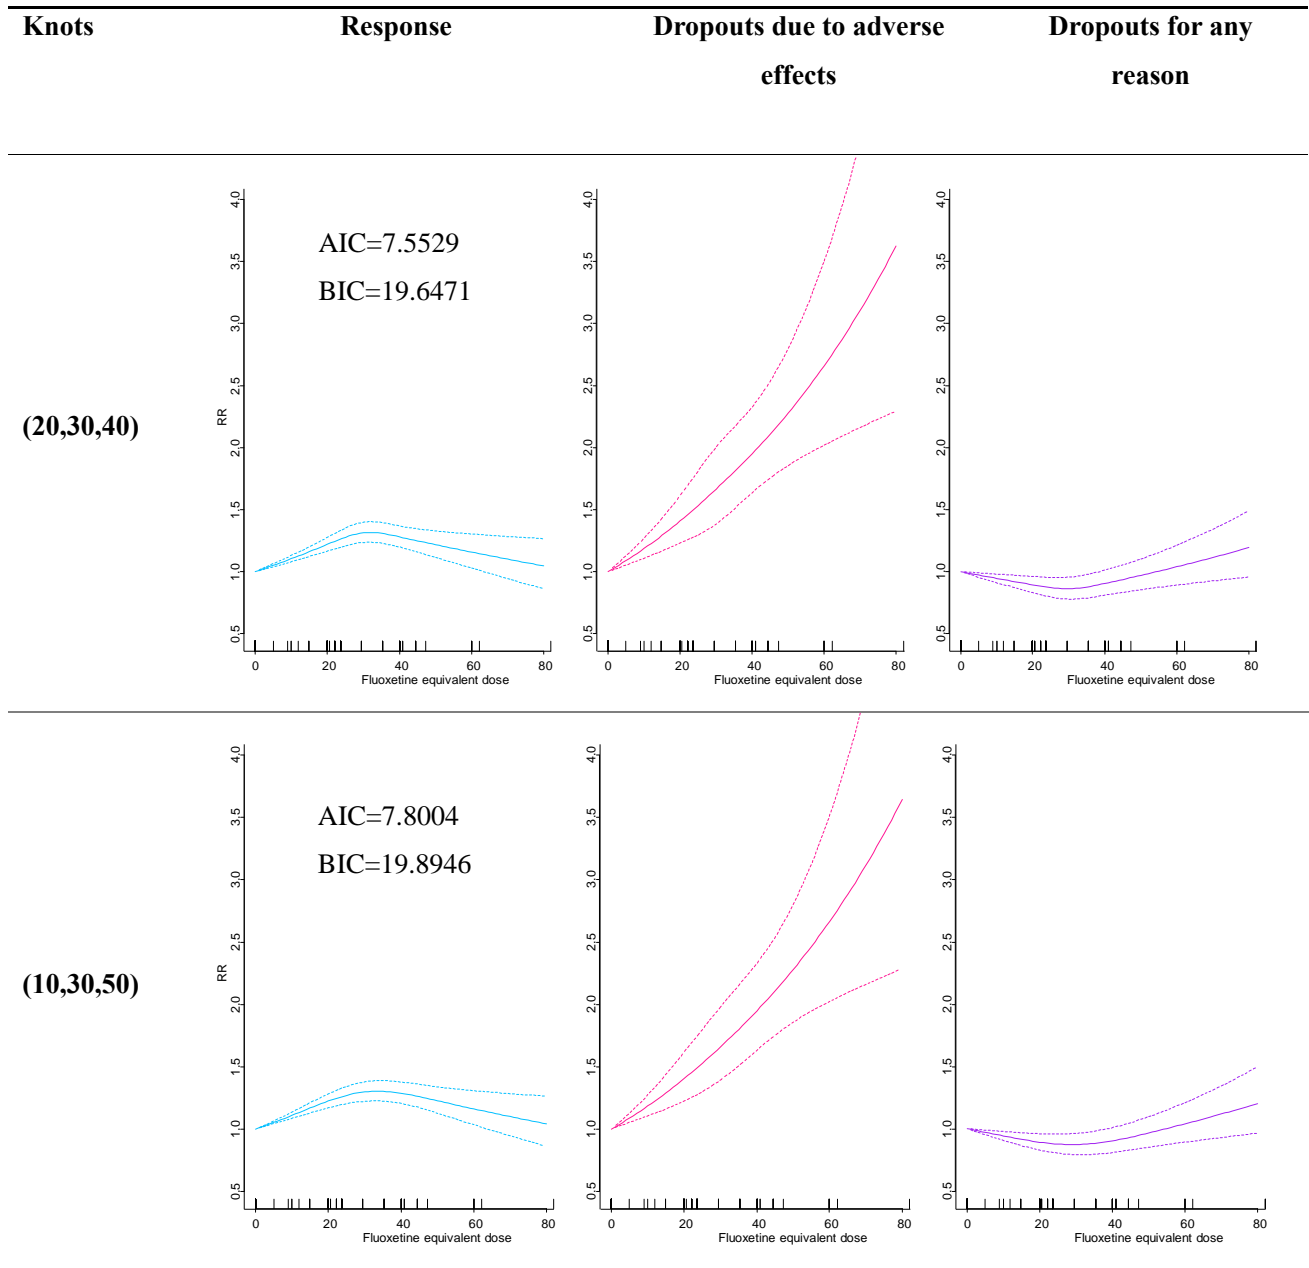 Knots Response Dropouts due to adverse effects Dropouts for any reason
(20,30,40)
AIC=7.5529
BIC=19.6471
RR
4.0
3.5
3.0
2.5
2.0
1.5
1.0
0.5
0 20 40 60 80
Fluoxetine equivalent dose
4.0
3.5
3.0
2.5
2.0
1.5
1.0
0.5
0 20 40 60 80
Fluoxetine equivalent dose
4.0
3.5
3.0
2.5
2.0
1.5
1.0
0.5
0 20 40 60 80
Fluoxetine equivalent dose
(10,30,50)
AIC=7.8004
BIC=19.8946
RR
4.0
3.5
3.0
2.5
2.0
1.5
1.0
0.5
0 20 40 60 80
Fluoxetine equivalent dose
4.0
3.5
3.0
2.5
2.0
1.5
1.0
0.5
0 20 40 60 80
Fluoxetine equivalent dose
4.0
3.5
3.0
2.5
2.0
1.5
1.0
0.5
0 20 40 60 80
Fluoxetine equivalent dose